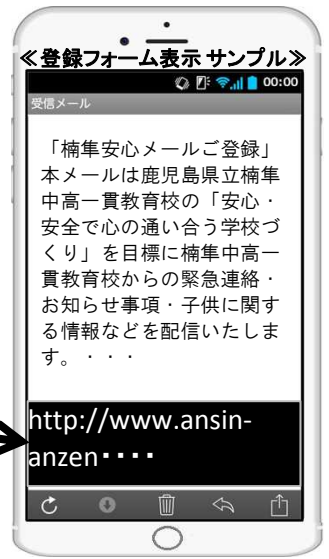 ≪登録フォーム表示 サンプル≫
00:00
受信メール
「楠隼安心メールご登録」
本メールは鹿児島県立楠隼
中高一貫教育校の「安心・
安全で心の通い合う学校づ
くり」を目標に楠隼中高一
貫教育校からの緊急連絡・
お知らせ事項・子供に関す
る情報などを配信いたしま
す。・・・
http://www.ansin-
anzen････